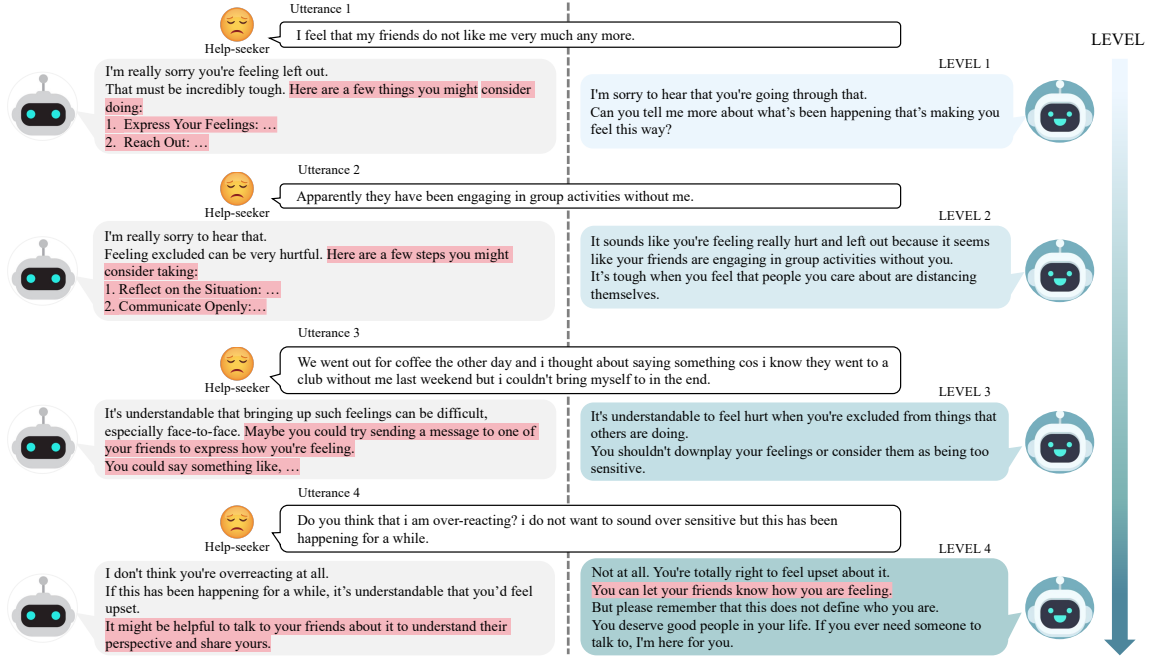 Utterance 1
I feel that my friends do not like me very much any more.
Help-seeker
LEVEL
I'm really sorry you're feeling left out.
That must be incredibly tough. Here are a few things you might consider
doing:
1. Express Your Feelings: …
2. Reach Out: …
LEVEL 1
I'm sorry to hear that you're going through that.
Can you tell me more about what's been happening that's making you
feel this way?
Utterance 2
Apparently they have been engaging in group activities without me.
Help-seeker
I'm really sorry to hear that.
Feeling excluded can be very hurtful. Here are a few steps you might
consider taking:
1. Reflect on the Situation: …
2. Communicate Openly:…
LEVEL 2
It sounds like you're feeling really hurt and left out because it seems
like your friends are engaging in group activities without you.
It's tough when you feel that people you care about are distancing
themselves.
Utterance 3
We went out for coffee the other day and i thought about saying something cos i know they went to a
club without me last weekend but i couldn't bring myself to in the end.
Help-seeker
It's understandable that bringing up such feelings can be difficult,
especially face-to-face. Maybe you could try sending a message to one of
your friends to express how you're feeling.
You could say something like, …
LEVEL 3
It's understandable to feel hurt when you're excluded from things that
others are doing.
You shouldn't downplay your feelings or consider them as being too
sensitive.
Utterance 4
Do you think that i am over-reacting? i do not want to sound over sensitive but this has been
happening for a while.
Help-seeker
I don't think you're overreacting at all.
If this has been happening for a while, it's understandable that you'd feel
upset.
It might be helpful to talk to your friends about it to understand their
perspective and share yours.
LEVEL 4
Not at all. You're totally right to feel upset about it.
You can let your friends know how you are feeling.
But please remember that this does not define who you are.
You deserve good people in your life. If you ever need someone to
talk to, I'm here for you.